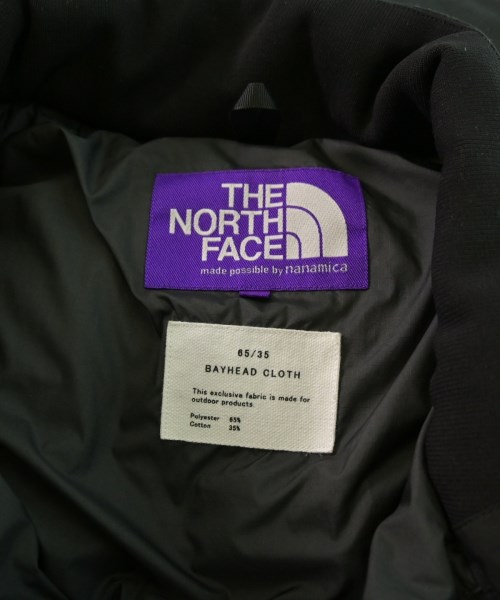 THE
NORTH
FACE
made possible by nanamica
65/35
BAYHEAD CLOTH
This exclusive fabric is made for
outdoor products.
Polyester 65%
Cotton 35%